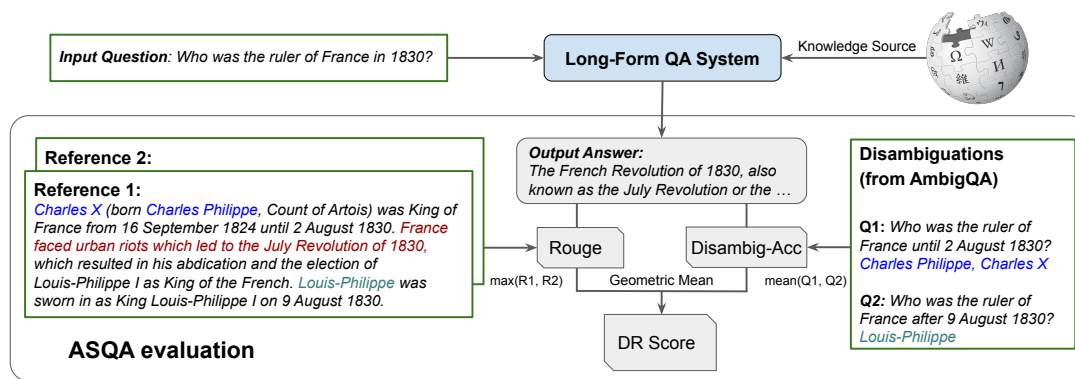 Input Question: Who was the ruler of France in 1830?
Long-Form QA System
Knowledge Source
Ω
W
И
維
7
Reference 2:
Reference 1:
Charles X (born Charles Philippe, Count of Artois) was King of
France from 16 September 1824 until 2 August 1830. France
faced urban riots which led to the July Revolution of 1830,
which resulted in his abdication and the election of
Louis-Philippe I as King of the French. Louis-Philippe was
sworn in as King Louis-Philippe I on 9 August 1830.
Output Answer:
The French Revolution of 1830, also
known as the July Revolution or the …
Disambiguations
(from AmbigQA)
Q1: Who was the ruler of
France until 2 August 1830?
Charles Philippe, Charles X
Q2: Who was the ruler of
France after 9 August 1830?
Louis-Philippe
Rouge
Disambig-Acc
max(R1, R2)
Geometric Mean
mean(Q1, Q2)
DR Score
ASQA evaluation